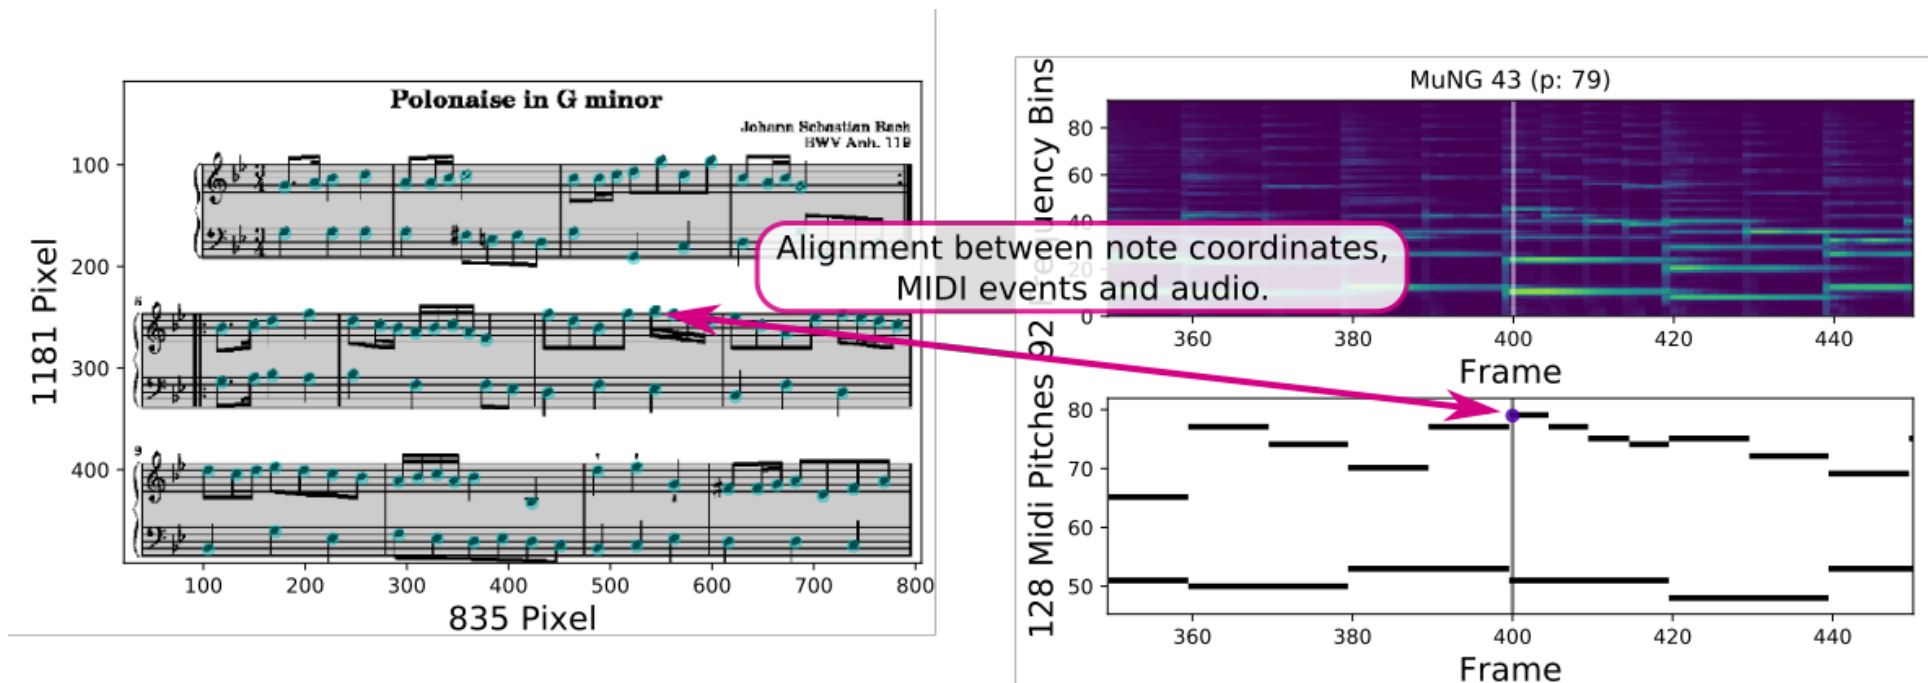 Polonaise in G minor
Johann Sebastian Bach
BWV Anh. 119
5
9
100
200
300
400
1181 Pixel
100 200 300 400 500 600 700 800
835 Pixel
Alignment between note coordinates,
MIDI events and audio.
MuNG 43 (p: 79)
80
60
40
20
0
92
360 380 400 420 440
Frame
80
70
60
50
128 Midi Pitches
360 380 400 420 440
Frame